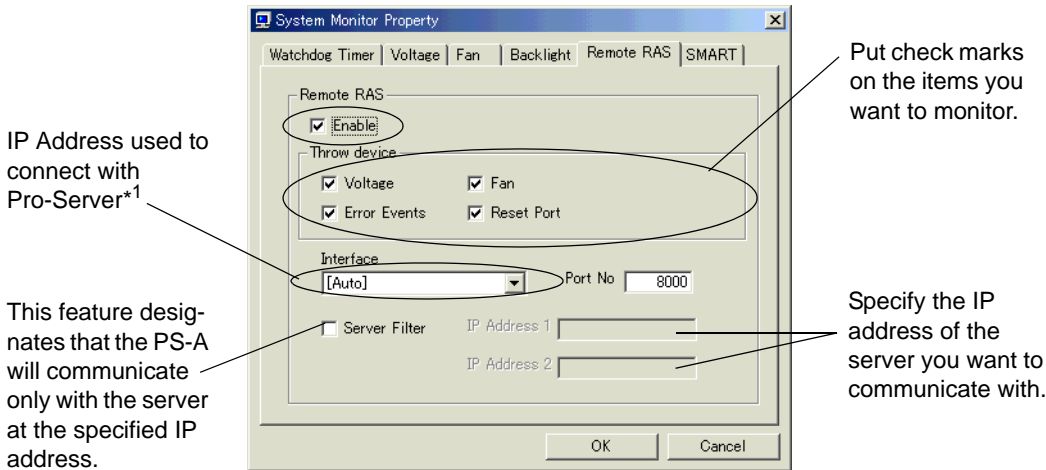 System Monitor Property
Watchdog Timer Voltage Fan Backlight Remote RAS SMART
Remote RAS
Enable
Throw device
Voltage Fan
Error Events Reset Port
Interface
[Auto] Port No 8000
Server Filter IP Address 1
IP Address 2
OK Cancel
IP Address used to
connect with
Pro-Server*1
This feature desig-
nates that the PS-A
will communicate
only with the server
at the specified IP
address.
Put check marks
on the items you
want to monitor.
Specify the IP
address of the
server you want to
communicate with.